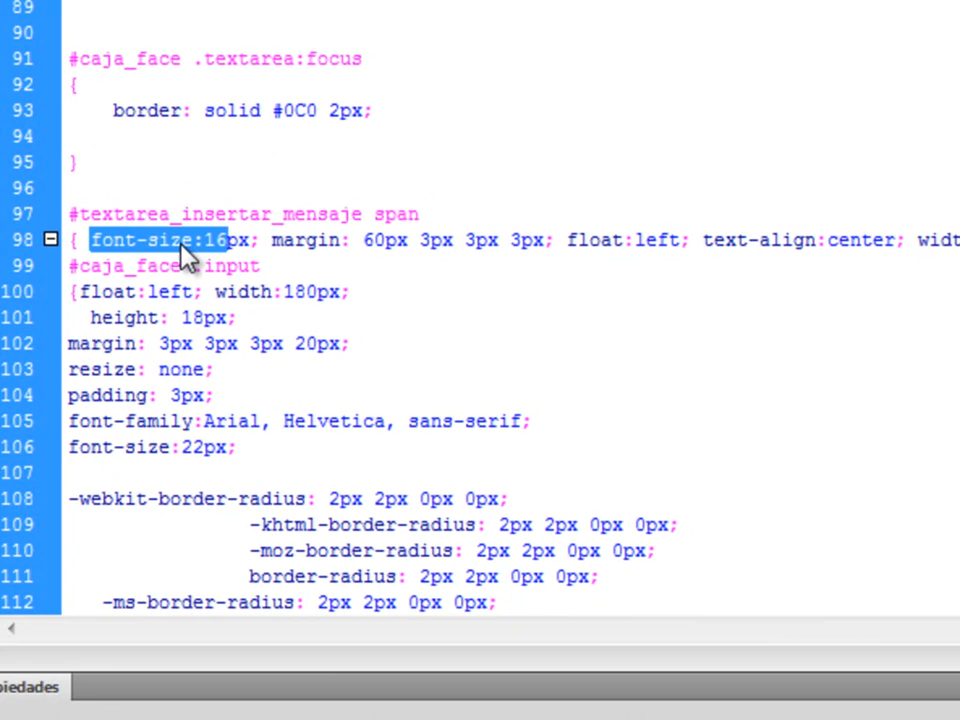 89
90
91 #caja_face .textarea:focus
92 {
93 border: solid #0C0 2px;
94
95 }
96
97 #textarea_insertar_mensaje span
98 { font-size:16px; margin: 60px 3px 3px 3px; float:left; text-align:center; widt
99 #caja_face .input
100 {float:left; width:180px;
101 height: 18px;
102 margin: 3px 3px 3px 20px;
103 resize: none;
104 padding: 3px;
105 font-family:Arial, Helvetica, sans-serif;
106 font-size:22px;
107
108 -webkit-border-radius: 2px 2px 0px 0px;
109 -khtml-border-radius: 2px 2px 0px 0px;
110 -moz-border-radius: 2px 2px 0px 0px;
111 border-radius: 2px 2px 0px 0px;
112 -ms-border-radius: 2px 2px 0px 0px;
piedades